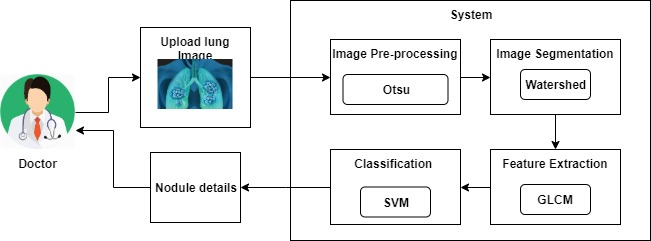 System
Upload lung
Image
Image Pre-processing
Otsu
Image Segmentation
Watershed
Doctor
Nodule details
Classification
SVM
Feature Extraction
GLCM